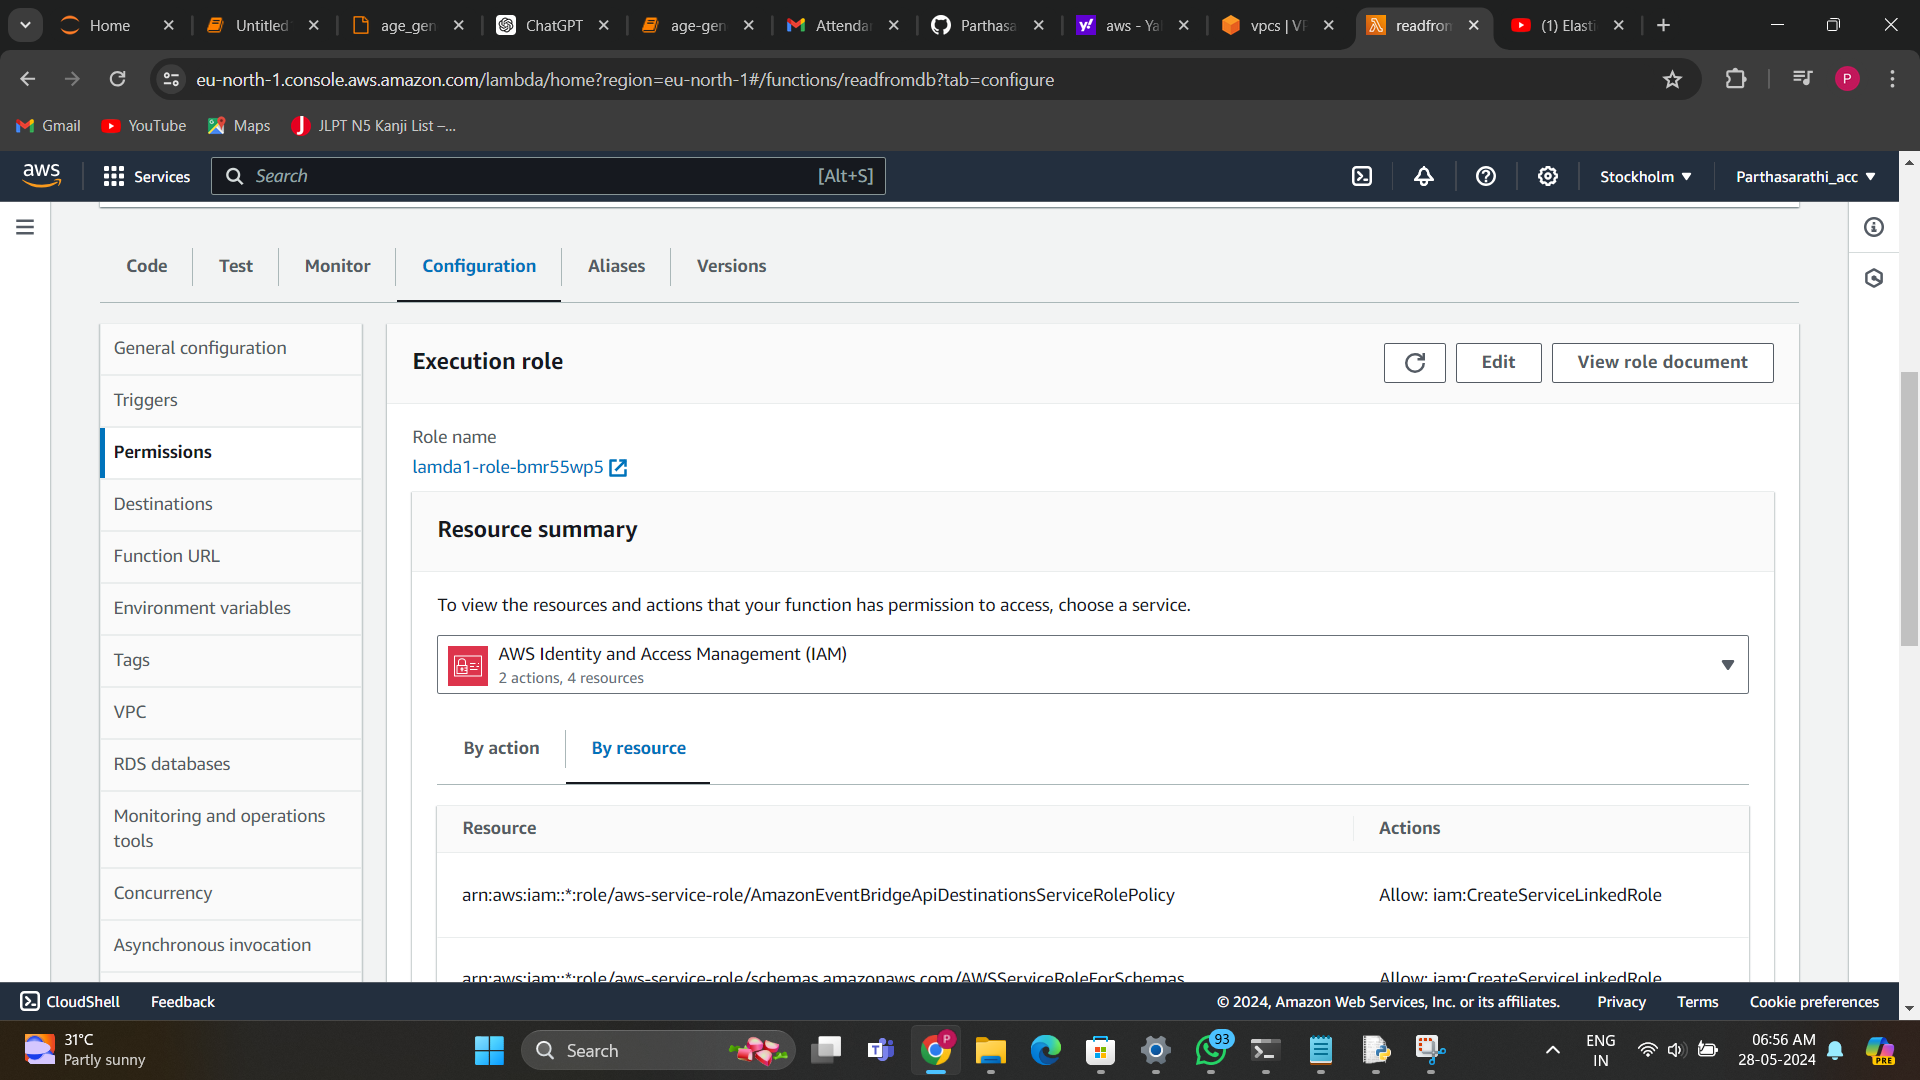 Home
Untitled
age_gen
ChatGPT
age-gen
Attenda
Parthasa
aws - Ya
vpcs | VP
readfrom
(1) Elasti
eu-north-1.console.aws.amazon.com/lambda/home?region=eu-north-1#/functions/readfromdb?tab=configure
P
Gmail
YouTube
Maps
JLPT N5 Kanji List –...
aws
Services
Search
[Alt+S]
Stockholm
Parthasarathi_acc
Code
Test
Monitor
Configuration
Aliases
Versions
General configuration
Triggers
Permissions
Destinations
Function URL
Environment variables
Tags
VPC
RDS databases
Monitoring and operations
tools
Concurrency
Asynchronous invocation
Execution role
Edit
View role document
Role name
lamda1-role-bmr55wp5
Resource summary
To view the resources and actions that your function has permission to access, choose a service.
AWS Identity and Access Management (IAM)
2 actions, 4 resources
By action
By resource
Resource
Actions
arn:aws:iam::*:role/aws-service-role/AmazonEventBridgeApiDestinationsServiceRolePolicy
Allow: iam:CreateServiceLinkedRole
arn:aws:iam::*:role/aws-service-role/schemas.amazonaws.com/AWSServiceRoleForSchemas
Allow: iam:CreateServiceLinkedRole
CloudShell
Feedback
© 2024, Amazon Web Services, Inc. or its affiliates.
Privacy
Terms
Cookie preferences
31°C
Partly sunny
Search
P
93
ENG
IN
06:56 AM
28-05-2024
PRE